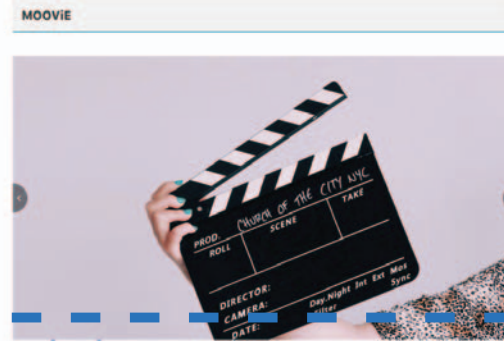 MOOViE
PROD. CHURCH OF THE CITY NYC
ROLL SCENE TAKE
DIRECTOR:
CAMERA: Day.Night Int Ext Mos
Sync
DATE: